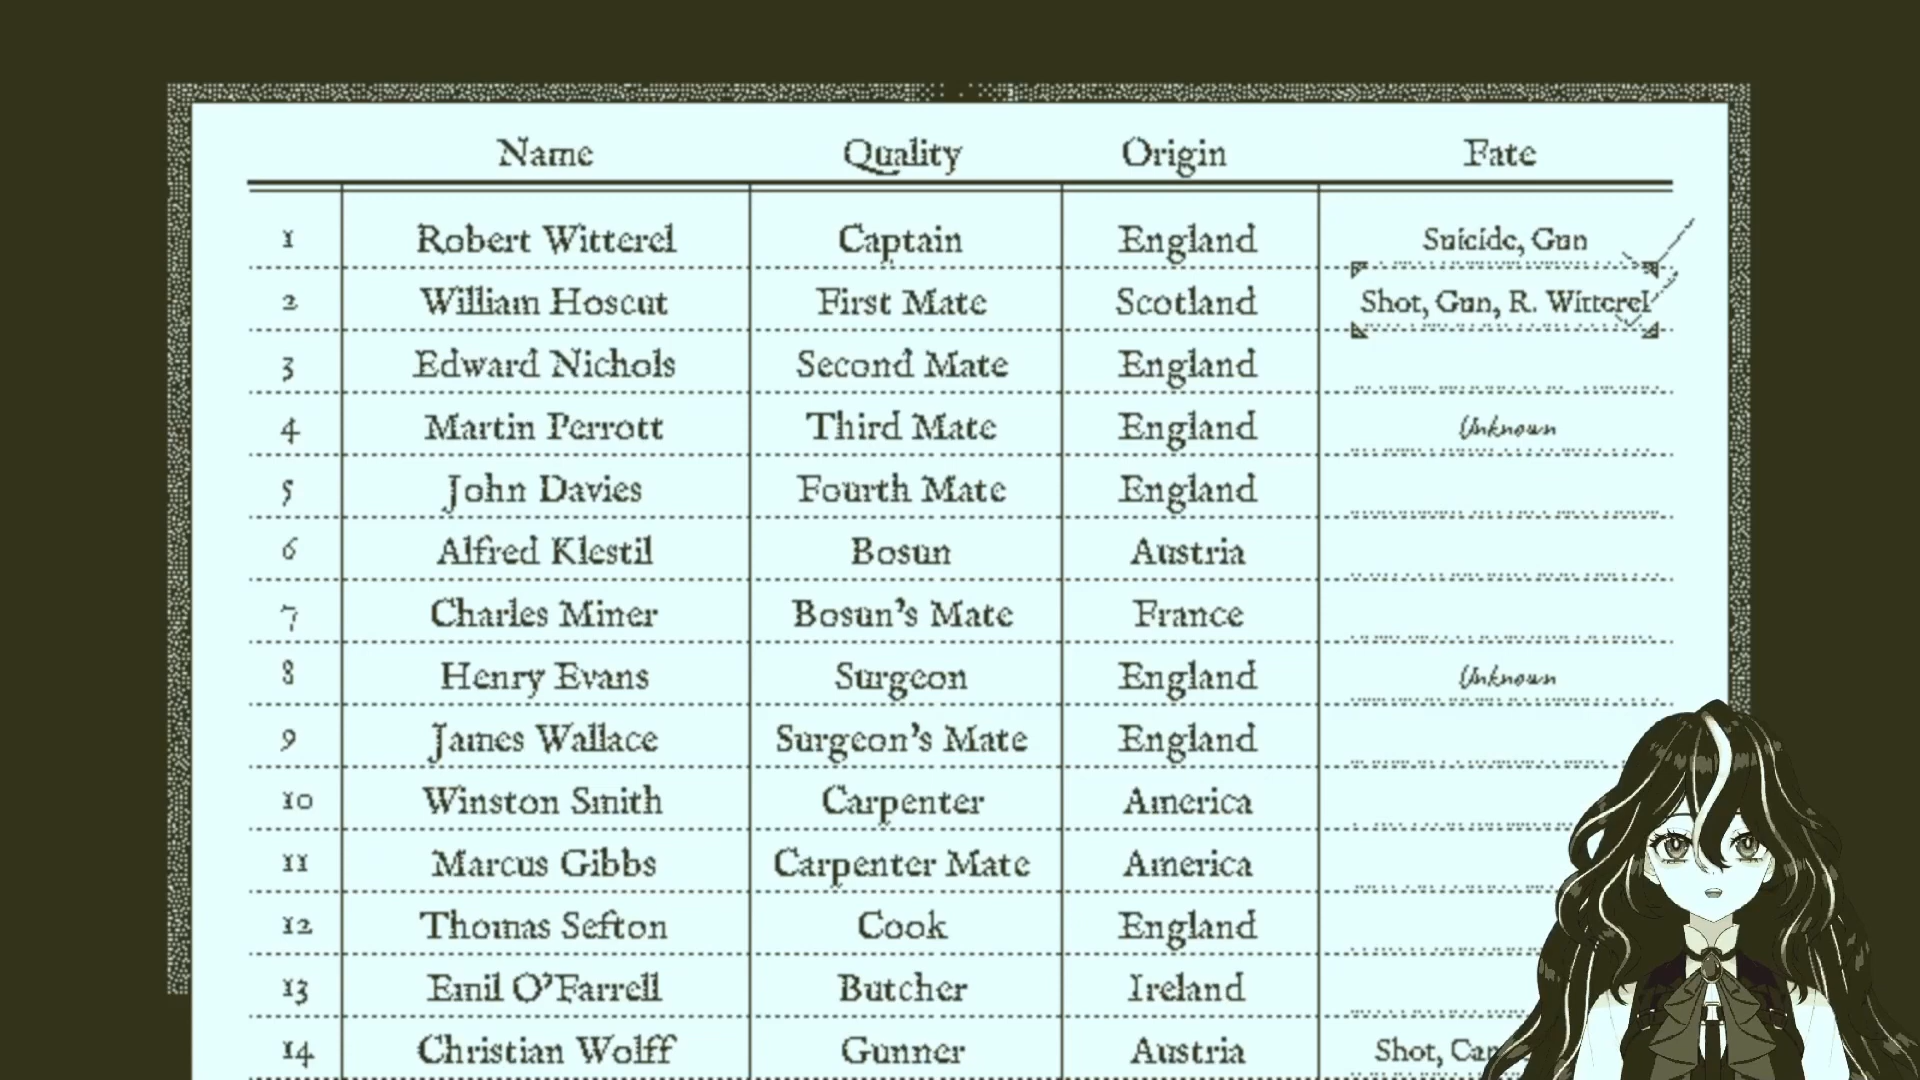 Name Quality Origin Fate
1 Robert Witterel Captain England Suicide, Gun
2 William Hoscut First Mate Scotland Shot, Gun, R. Witterel
3 Edward Nichols Second Mate England
4 Martin Perrott Third Mate England Unknown
5 John Davies Fourth Mate England
6 Alfred Klestil Bosun Austria
7 Charles Miner Bosun's Mate France
8 Henry Evans Surgeon England Unknown
9 James Wallace Surgeon's Mate England
10 Winston Smith Carpenter America
11 Marcus Gibbs Carpenter Mate America
12 Thomas Sefton Cook England
13 Emil O'Farrell Butcher Ireland
14 Christian Wolff Gunner Austria Shot,